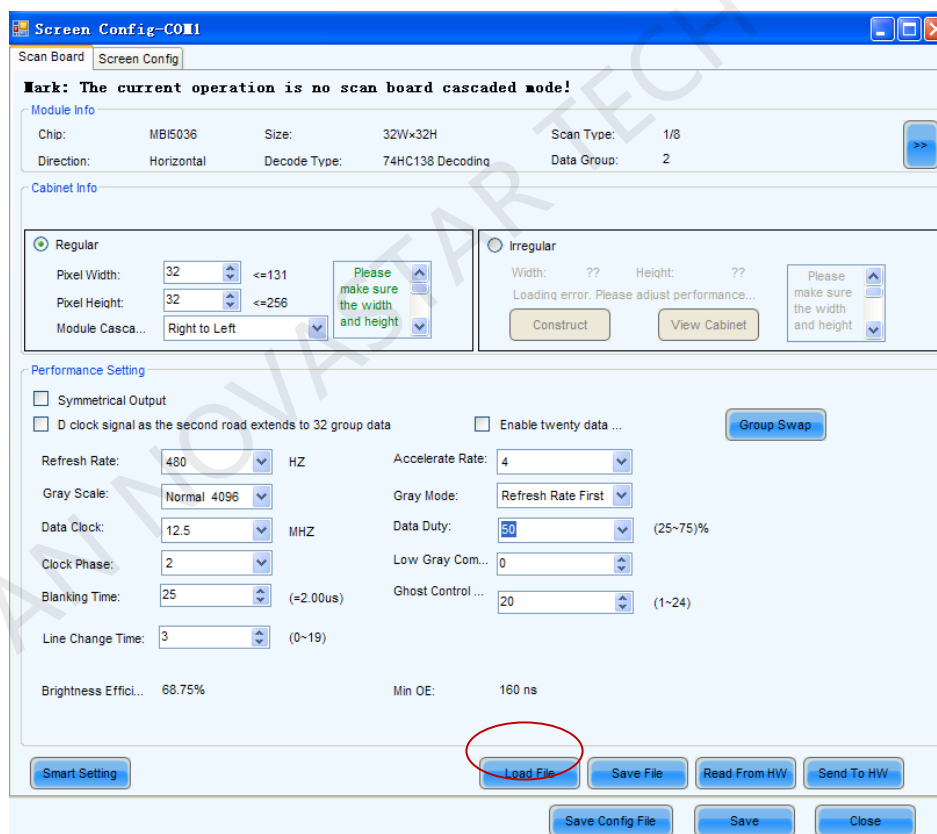 Screen Config-COM1
Scan Board Screen Config
Mark: The current operation is no scan board cascaded mode!
Module Info
Chip: MBI5036 Size: 32W×32H Scan Type: 1/8
>>
Direction: Horizontal Decode Type: 74HC138 Decoding Data Group: 2
Cabinet Info
Regular
Pixel Width: 32 <=131
Pixel Height: 32 <=256
Module Casca... Right to Left
Please
make sure
the width
and height
Irregular
Width: ?? Height: ??
Loading error. Please adjust performance...
Construct View Cabinet
Please
make sure
the width
and height
Performance Setting
Symmetrical Output
D clock signal as the second road extends to 32 group data Enable twenty data ... Group Swap
Refresh Rate: 480 HZ Accelerate Rate: 4
Gray Scale: Normal 4096 Gray Mode: Refresh Rate First
Data Clock: 12.5 MHZ Data Duty: 50 (25~75)%
Clock Phase: 2 Low Gray Com... 0
Blanking Time: 25 (=2.00us) Ghost Control ... 20 (1~24)
Line Change Time: 3 (0~19)
Brightness Effici... 68.75% Min OE: 160 ns
Smart Setting Load File Save File Read From HW Send To HW
Save Config File Save Close
AN NOVASTAR TECH